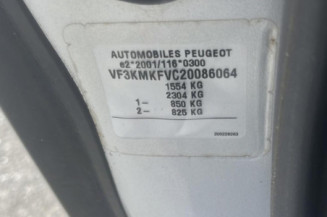 AUTOMOBILES PEUGEOT
e2*2001/116*0300
VF3KMKFVC20086064
1554 KG
2304 KG
1- 850 KG
2- 825 KG